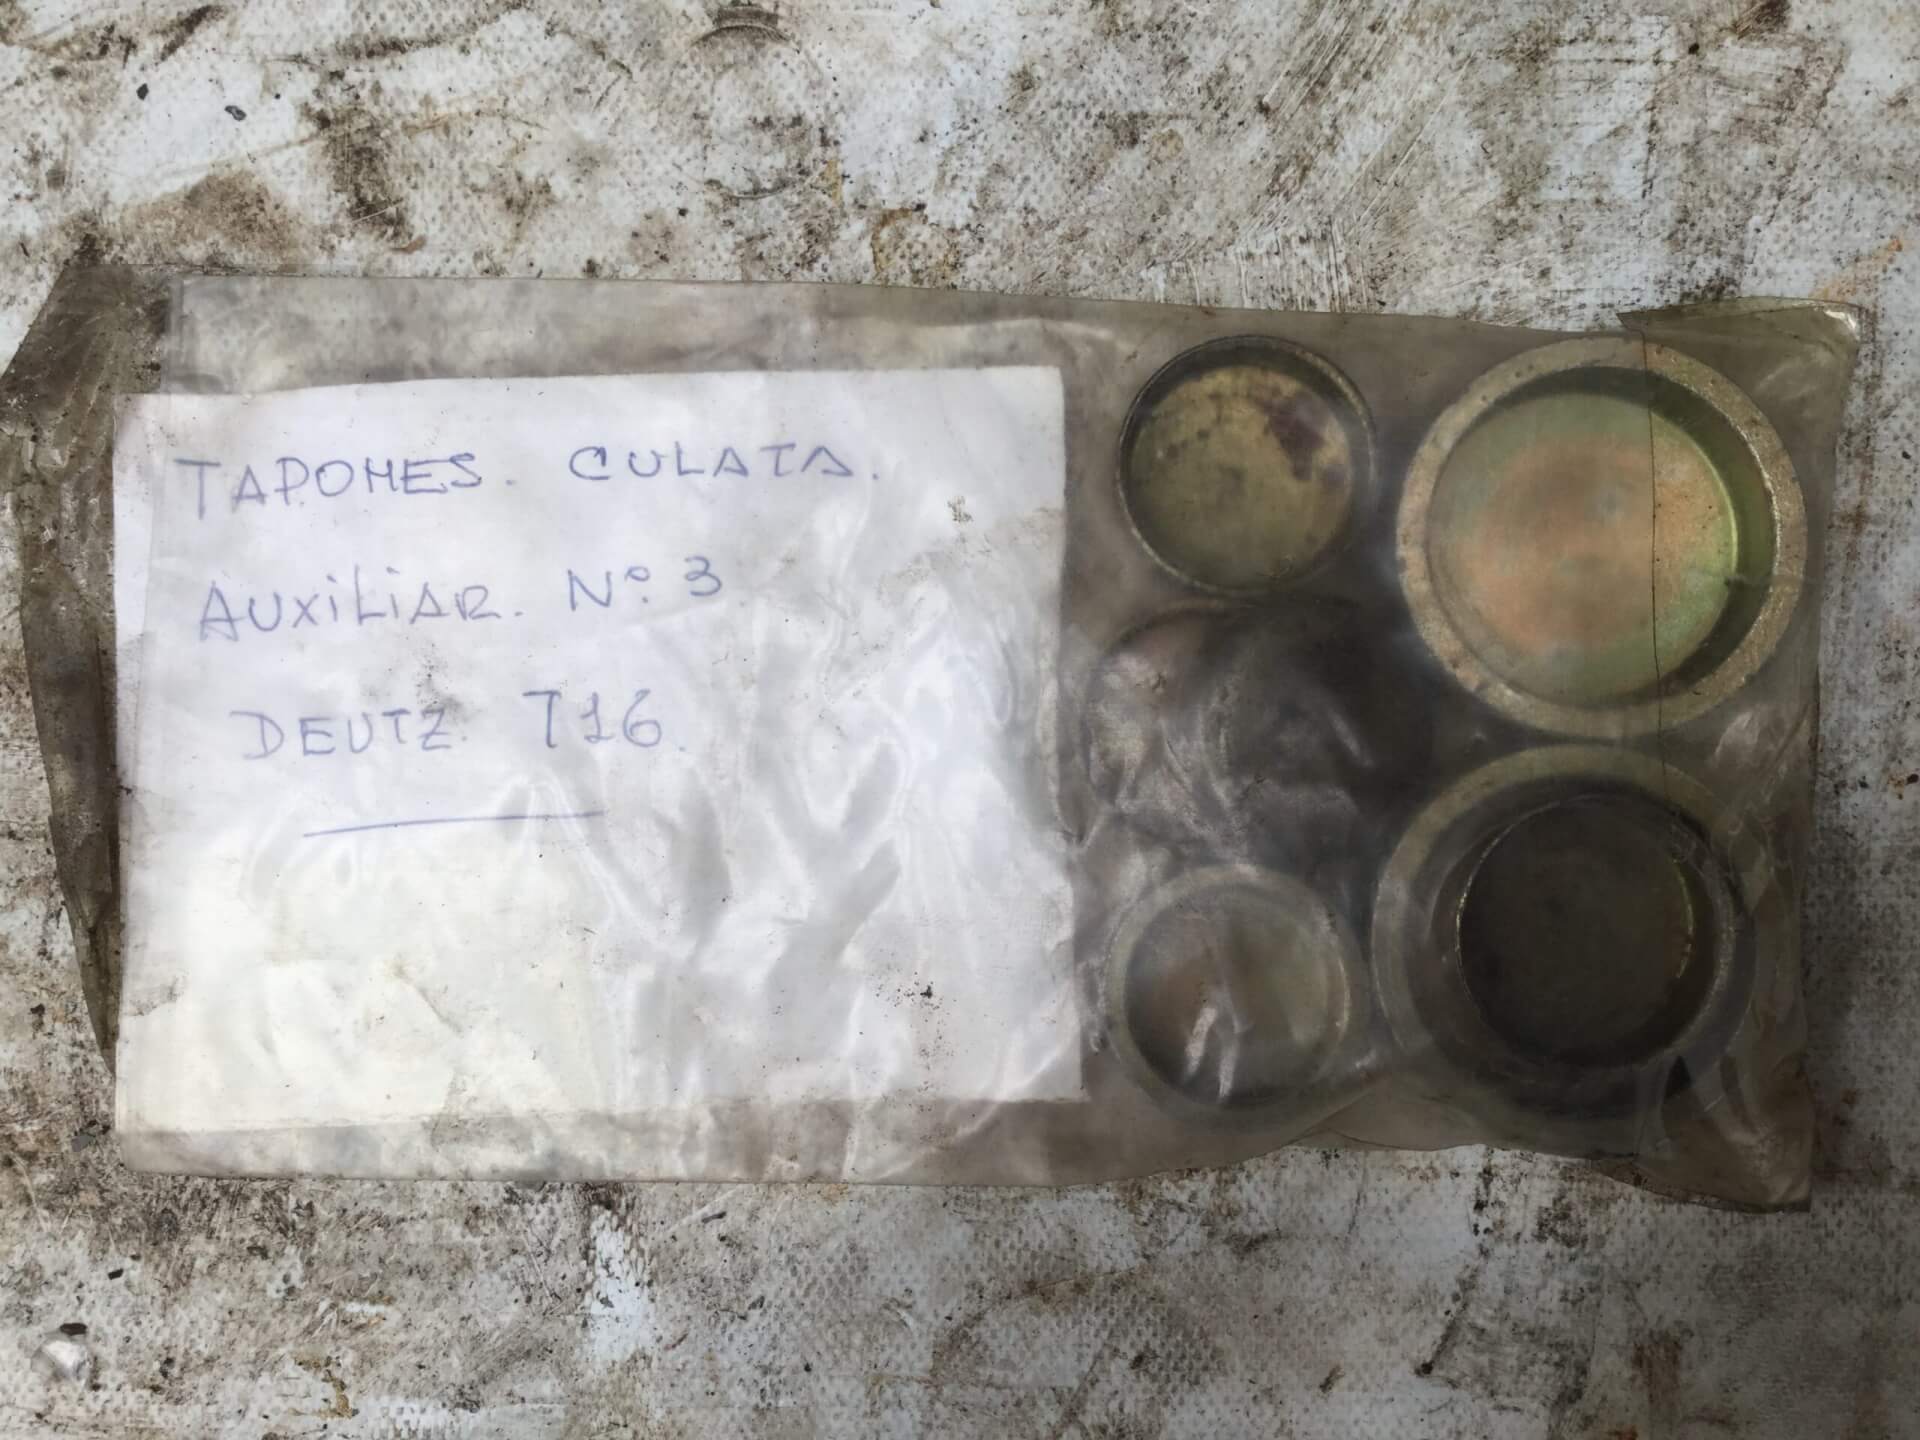 TAPONES. CULATA.
AUXILIAR. Nº. 3
DEUTZ. 716.